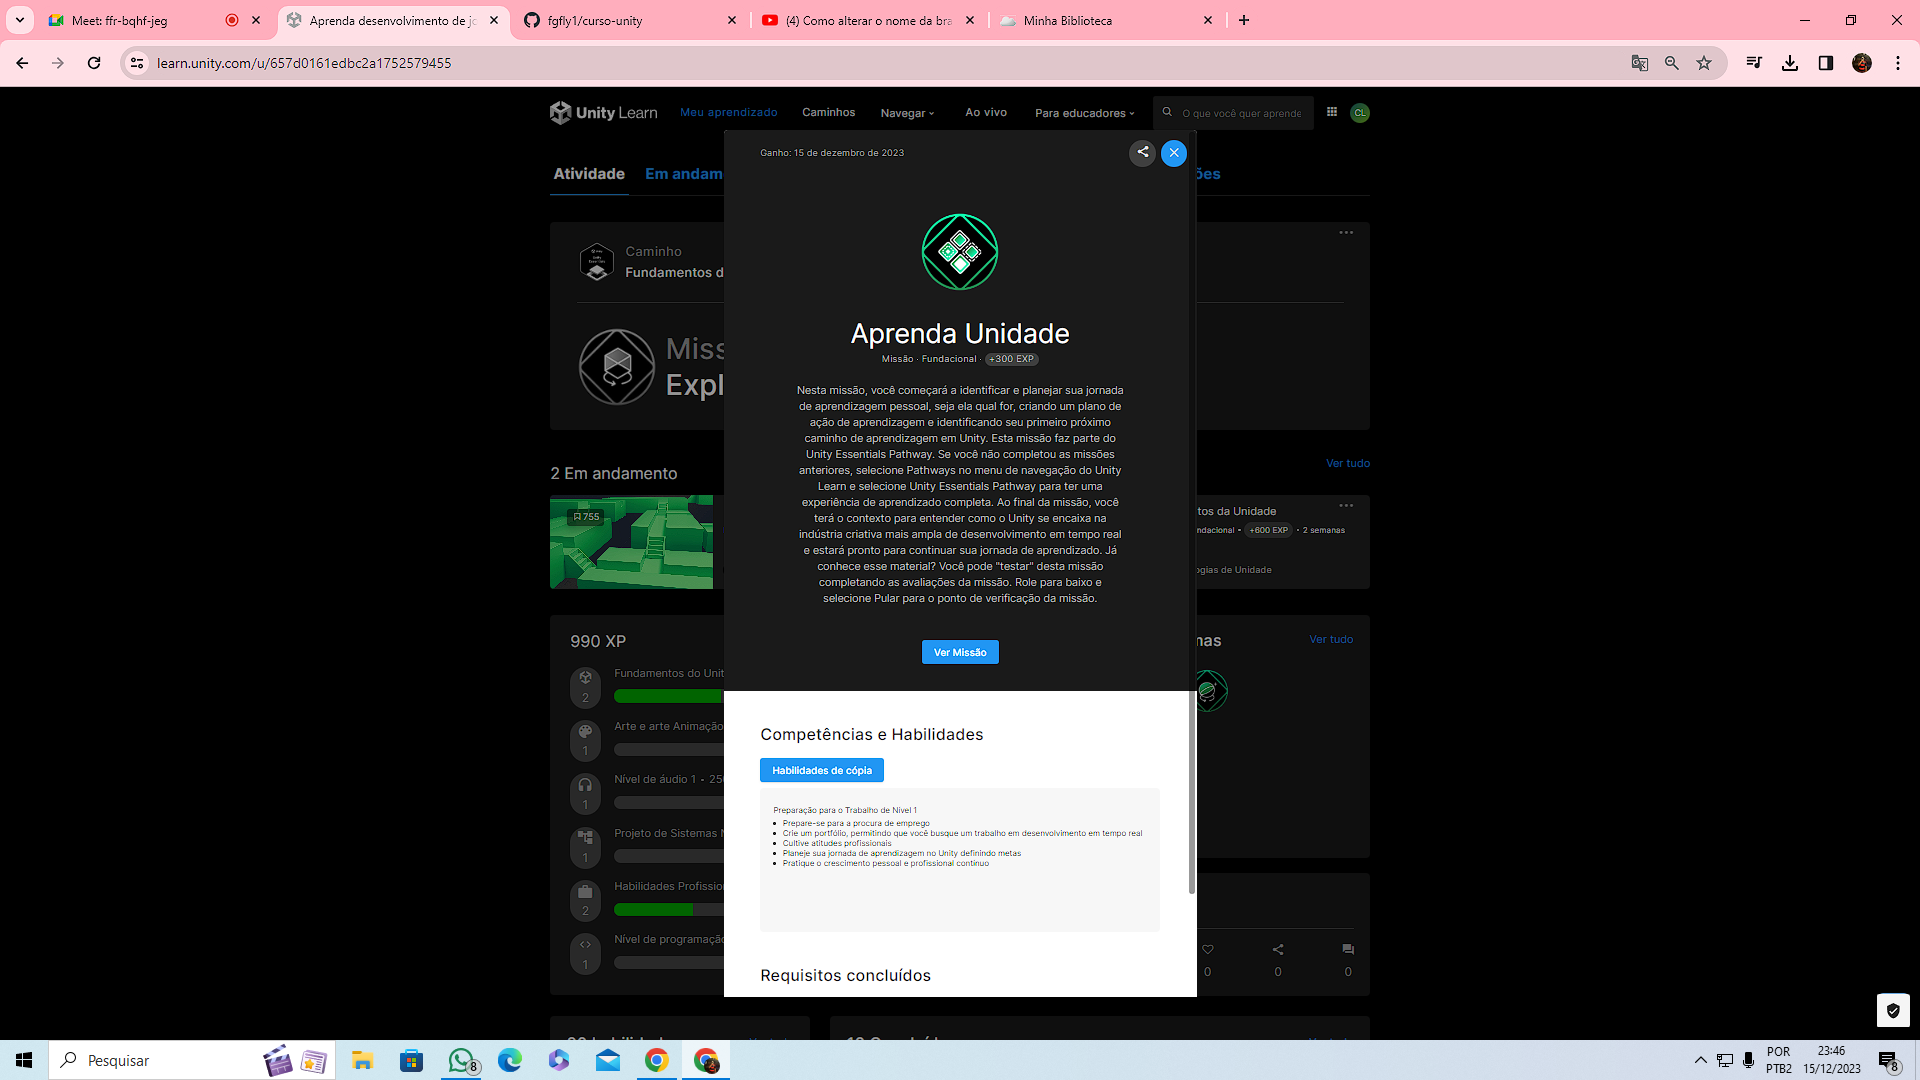 Meet: ffr-bqhf-jeg
Aprenda desenvolvimento de jo
fgfly1/curso-unity
(4) Como alterar o nome da bra
Minha Biblioteca
learn.unity.com/u/657d0161edbc2a1752579455
Unity Learn
Meu aprendizado
Caminhos
Navegar
Ao vivo
Para educadores
O que você quer aprende
CL
Ganho: 15 de dezembro de 2023
Atividade
Em andam
ões
Caminho
Fundamentos d
Miss
Expl
Aprenda Unidade
Missão · Fundacional · +300 EXP
Nesta missão, você começará a identificar e planejar sua jornada
de aprendizagem pessoal, seja ela qual for, criando um plano de
ação de aprendizagem e identificando seu primeiro próximo
caminho de aprendizagem em Unity. Esta missão faz parte do
Unity Essentials Pathway. Se você não completou as missões
anteriores, selecione Pathways no menu de navegação do Unity
Learn e selecione Unity Essentials Pathway para ter uma
experiência de aprendizado completa. Ao final da missão, você
terá o contexto para entender como o Unity se encaixa na
indústria criativa mais ampla de desenvolvimento em tempo real
e estará pronto para continuar sua jornada de aprendizado. Já
conhece esse material? Você pode "testar" desta missão
completando as avaliações da missão. Role para baixo e
selecione Pular para o ponto de verificação da missão.
Ver Missão
2 Em andamento
Ver tudo
755
tos da Unidade
ndacional • +600 EXP • 2 semanas
ogias de Unidade
990 XP
Fundamentos do Unit
2
Arte e arte Animação
1
Nível de áudio 1 • 250
1
Projeto de Sistemas N
1
Habilidades Profission
2
Nível de programação
1
nas
Ver tudo
Competências e Habilidades
Habilidades de cópia
Preparação para o Trabalho de Nível 1
Prepare-se para a procura de emprego
Crie um portfólio, permitindo que você busque um trabalho em desenvolvimento em tempo real
Cultive atitudes profissionais
Planeje sua jornada de aprendizagem no Unity definindo metas
Pratique o crescimento pessoal e profissional contínuo
Requisitos concluídos
0
0
0
Pesquisar
8
POR
PTB2
23:46
15/12/2023
8